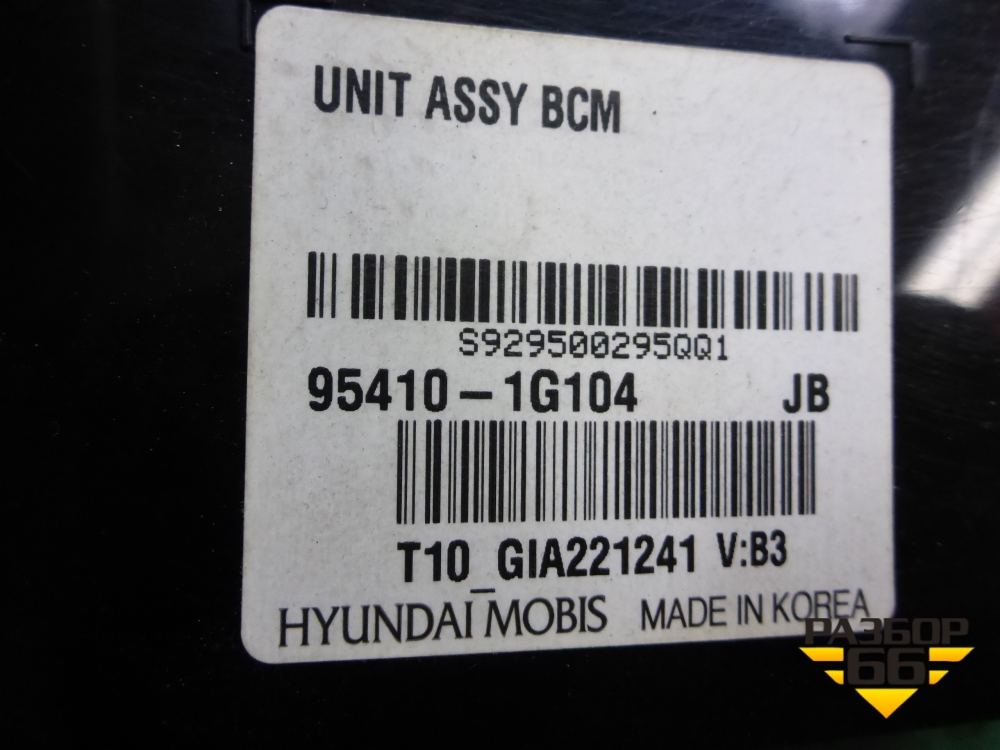 UNIT ASSY BCM
S929500295QQ1
95410-1G104 JB
T10_GIA221241 V:B3
HYUNDAI MOBIS MADE IN KOREA
РАЗБОР
66